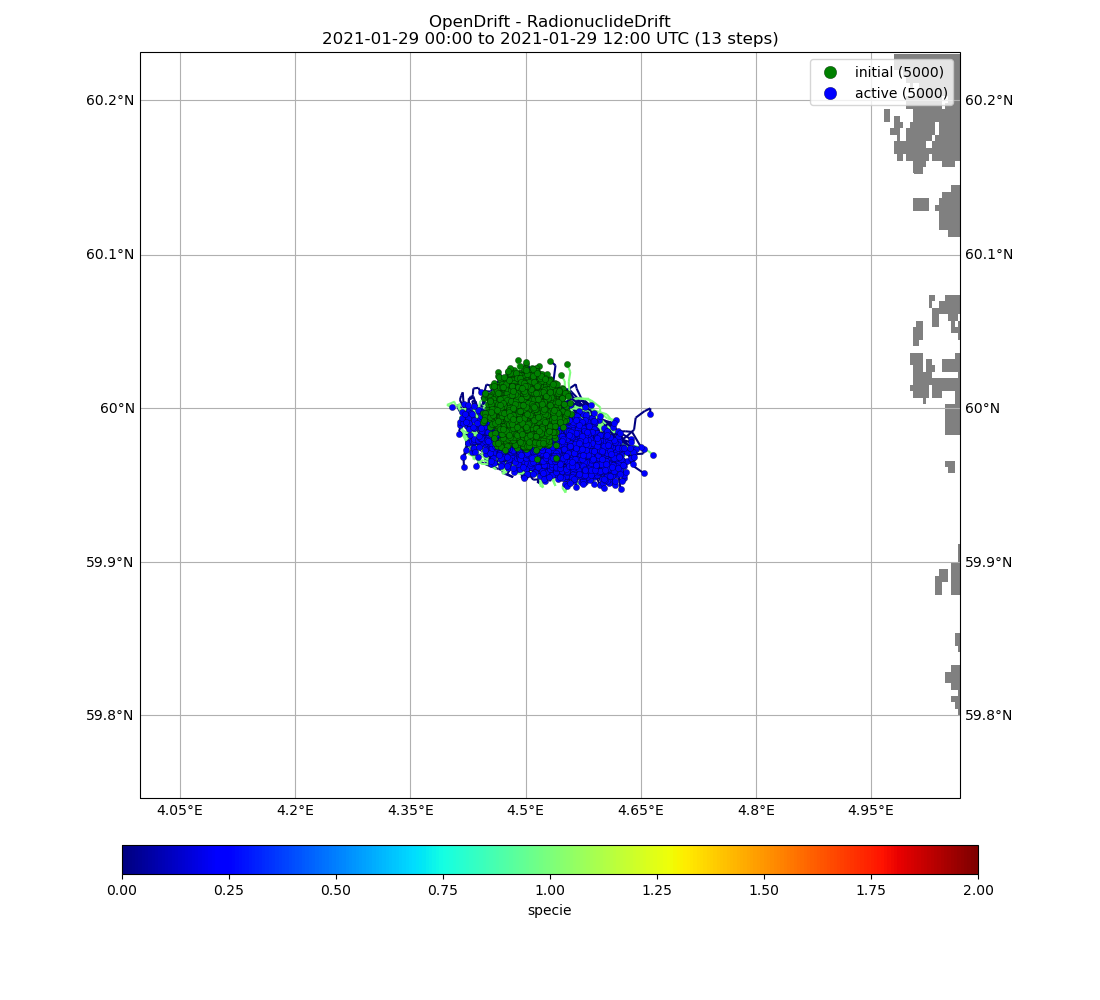 OpenDrift - RadionuclideDrift
2021-01-29 00:00 to 2021-01-29 12:00 UTC (13 steps)
initial (5000)
active (5000)
60.2°N 60.2°N
60.1°N 60.1°N
60°N 60°N
59.9°N 59.9°N
59.8°N 59.8°N
4.05°E 4.2°E 4.35°E 4.5°E 4.65°E 4.8°E 4.95°E
0.00 0.25 0.50 0.75 1.00 1.25 1.50 1.75 2.00
specie